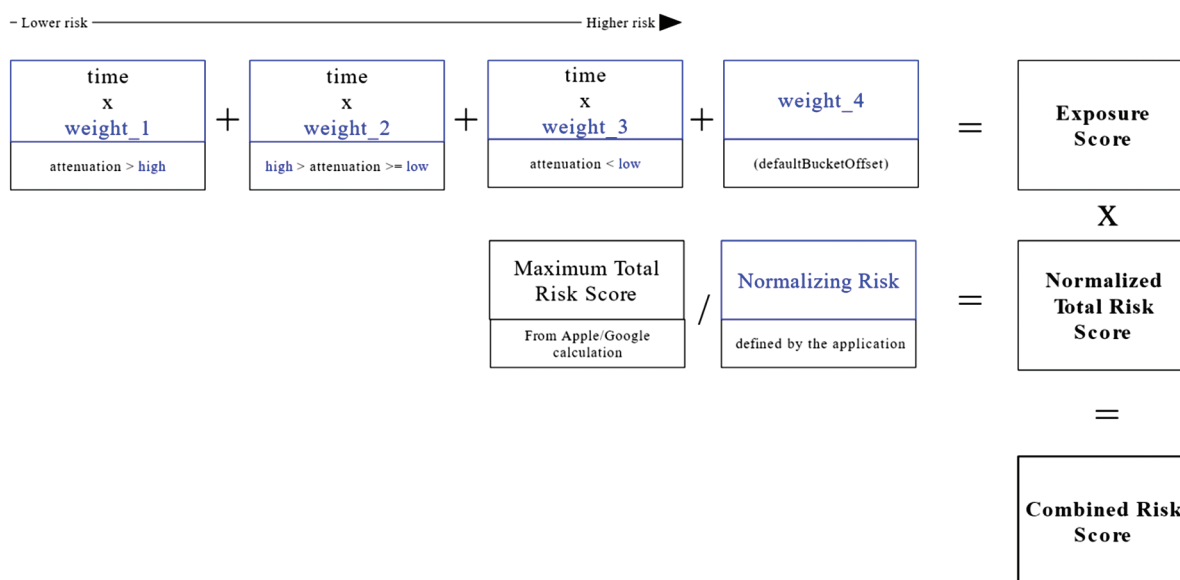 Lower risk
Higher risk
time
x
weight_1
attenuation > high
+
time
x
weight_2
high > attenuation >= low
+
time
x
weight_3
attenuation < low
+
weight_4
(defaultBucketOffset)
=
Exposure
Score
X
Maximum Total
Risk Score
From Apple/Google
calculation
/
Normalizing Risk
defined by the application
=
Normalized
Total Risk
Score
=
Combined Risk
Score